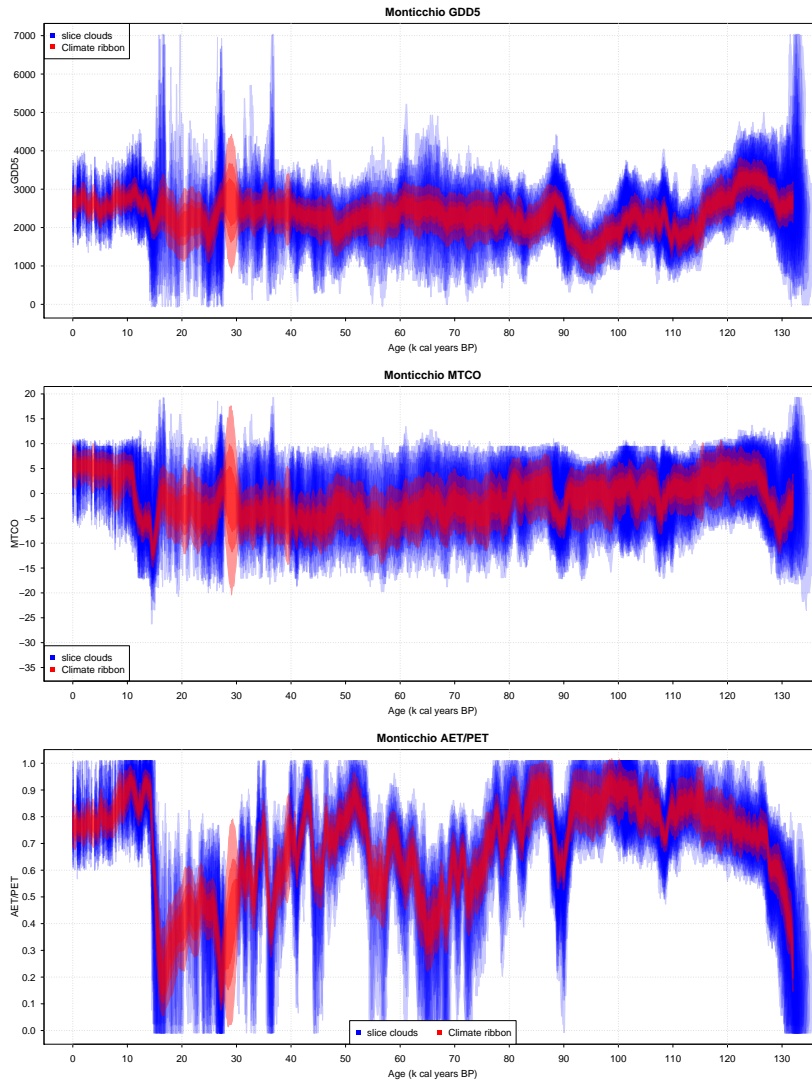 Monticchio GDD5
slice clouds
Climate ribbon
GDD5
7000
6000
5000
4000
3000
2000
1000
0
0 10 20 30 40 50 60 70 80 90 100 110 120 130
Age (k cal years BP)
Monticchio MTCO
MTCO
20
15
10
5
0
−5
−10
−15
−20
−25
−30
−35
slice clouds
Climate ribbon
0 10 20 30 40 50 60 70 80 90 100 110 120 130
Age (k cal years BP)
Monticchio AET/PET
AET/PET
1.0
0.9
0.8
0.7
0.6
0.5
0.4
0.3
0.2
0.1
0.0
slice clouds Climate ribbon
0 10 20 30 40 50 60 70 80 90 100 110 120 130
Age (k cal years BP)